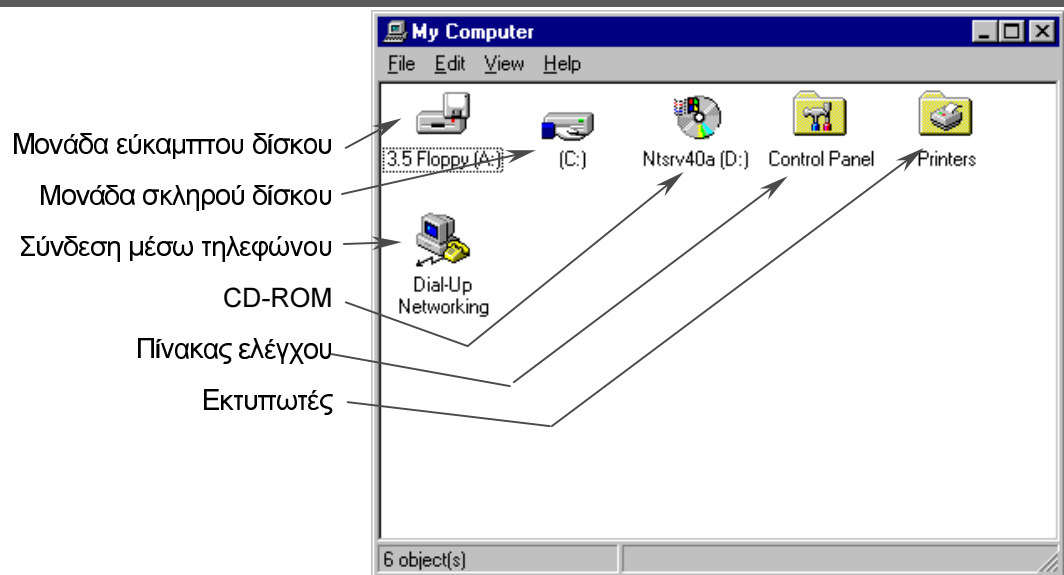 My Computer
File Edit View Help
Μονάδα εύκαμπτου δίσκου
Μονάδα σκληρού δίσκου
Σύνδεση μέσω τηλεφώνου
CD-ROM
Πίνακας ελέγχου
Εκτυπωτές
3.5 Floppy (A:)
(C:)
Ntsrv40a (D:)
Control Panel
Printers
Dial-Up
Networking
6 object(s)